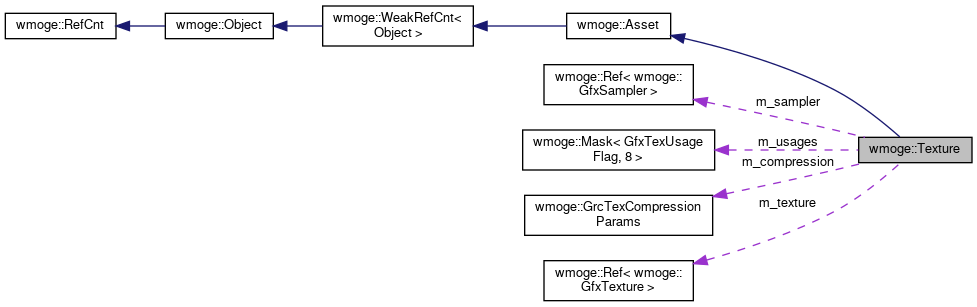 wmoge::RefCnt
wmoge::Object
wmoge::WeakRefCnt<
Object >
wmoge::Asset
wmoge::Ref< wmoge::
GfxSampler >
m_sampler
wmoge::Mask< GfxTexUsage
Flag, 8 >
m_usages
wmoge::Texture
m_compression
wmoge::GrcTexCompression
Params
m_texture
wmoge::Ref< wmoge::
GfxTexture >